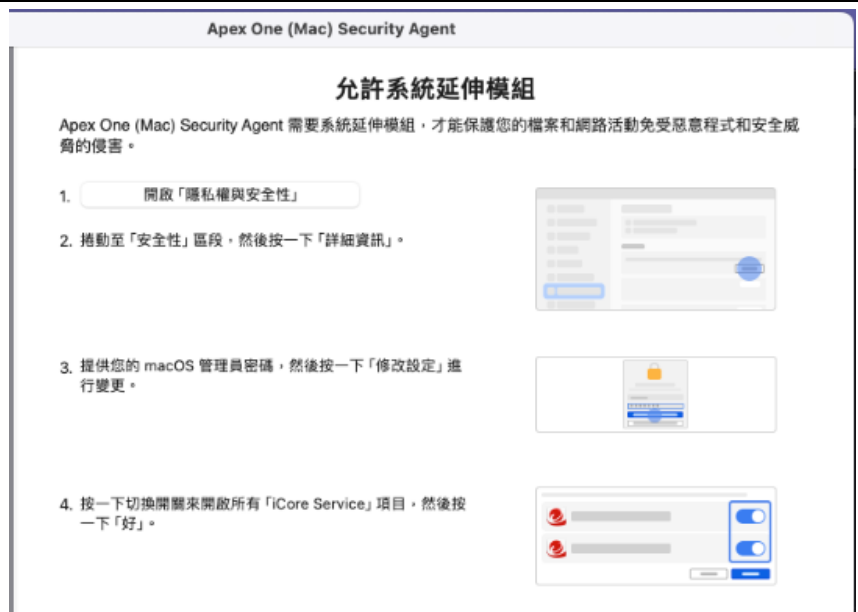 Apex One (Mac) Security Agent
允許系統延伸模組
Apex One (Mac) Security Agent 需要系統延伸模組，才能保護您的檔案和網路活動免受惡意程式和安全威
脅的侵害。
1. 開啟「隱私權與安全性」
2. 捲動至「安全性」區段，然後按一下「詳細資訊」。
3. 提供您的 macOS 管理員密碼，然後按一下「修改設定」進
行變更。
4. 按一下切換開關來開啟所有「iCore Service」項目，然後按
一下「好」。